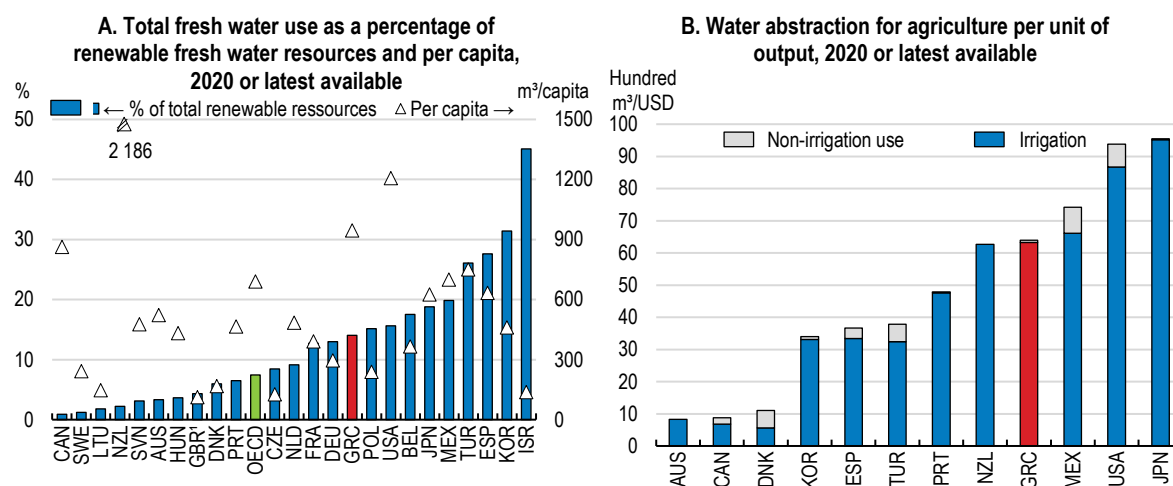 A. Total fresh water use as a percentage of
renewable fresh water resources and per capita,
2020 or latest available
%
m³/capita
← % of total renewable ressources
Per capita →
50
40
30
20
10
0
1500
1200
900
600
300
0
2 186
CAN
SWE
LTU
NZL
SVN
AUS
HUN
GBR¹
DNK
PRT
OECD
CZE
NLD
FRA
DEU
GRC
POL
USA
BEL
JPN
MEX
TUR
ESP
KOR
ISR
B. Water abstraction for agriculture per unit of
output, 2020 or latest available
Hundred
m³/USD
Non-irrigation use
Irrigation
100
90
80
70
60
50
40
30
20
10
0
AUS
CAN
DNK
KOR
ESP
TUR
PRT
NZL
GRC
MEX
USA
JPN